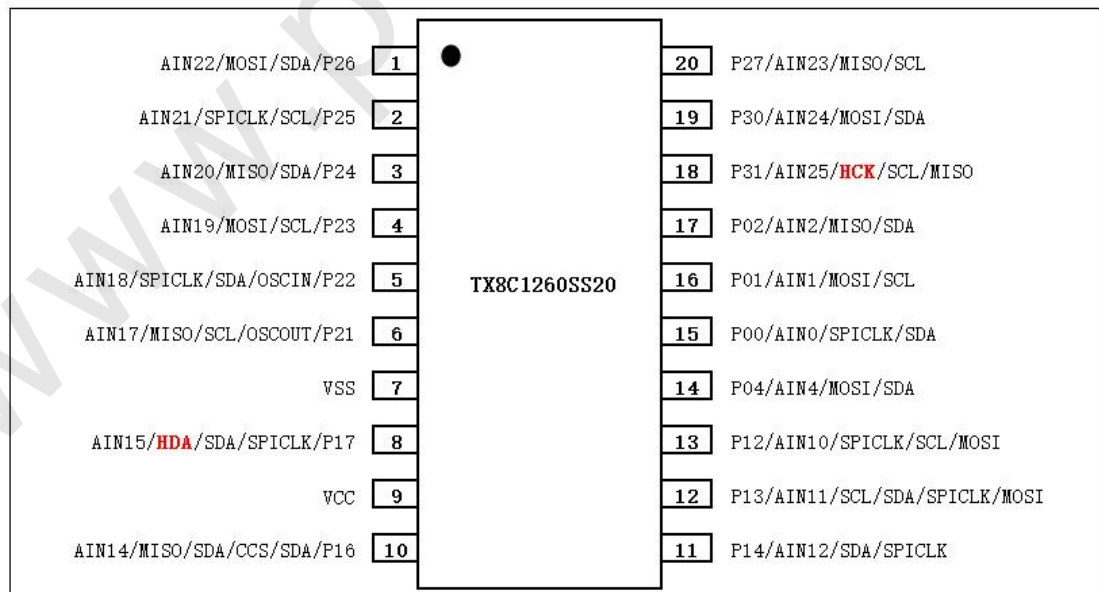 AIN22/MOSI/SDA/P26 1 20 P27/AIN23/MISO/SCL
AIN21/SPICLK/SCL/P25 2 19 P30/AIN24/MOSI/SDA
AIN20/MISO/SDA/P24 3 18 P31/AIN25/HCK/SCL/MISO
AIN19/MOSI/SCL/P23 4 17 P02/AIN2/MISO/SDA
AIN18/SPICLK/SDA/OSCIN/P22 5 TX8C1260SS20 16 P01/AIN1/MOSI/SCL
AIN17/MISO/SCL/OSCOUT/P21 6 15 P00/AIN0/SPICLK/SDA
VSS 7 14 P04/AIN4/MOSI/SDA
AIN15/HDA/SDA/SPICLK/P17 8 13 P12/AIN10/SPICLK/SCL/MOSI
VCC 9 12 P13/AIN11/SCL/SDA/SPICLK/MOSI
AIN14/MISO/SDA/CCS/SDA/P16 10 11 P14/AIN12/SDA/SPICLK
www.p